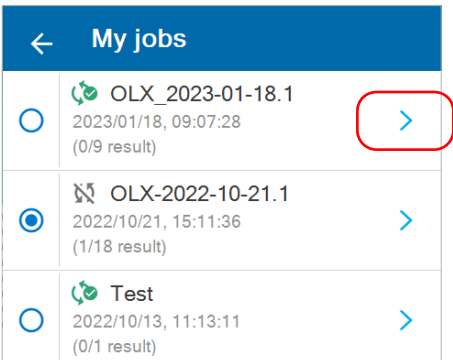 My jobs
OLX_2023-01-18.1
2023/01/18, 09:07:28
(0/9 result)
OLX-2022-10-21.1
2022/10/21, 15:11:36
(1/18 result)
Test
2022/10/13, 11:13:11
(0/1 result)